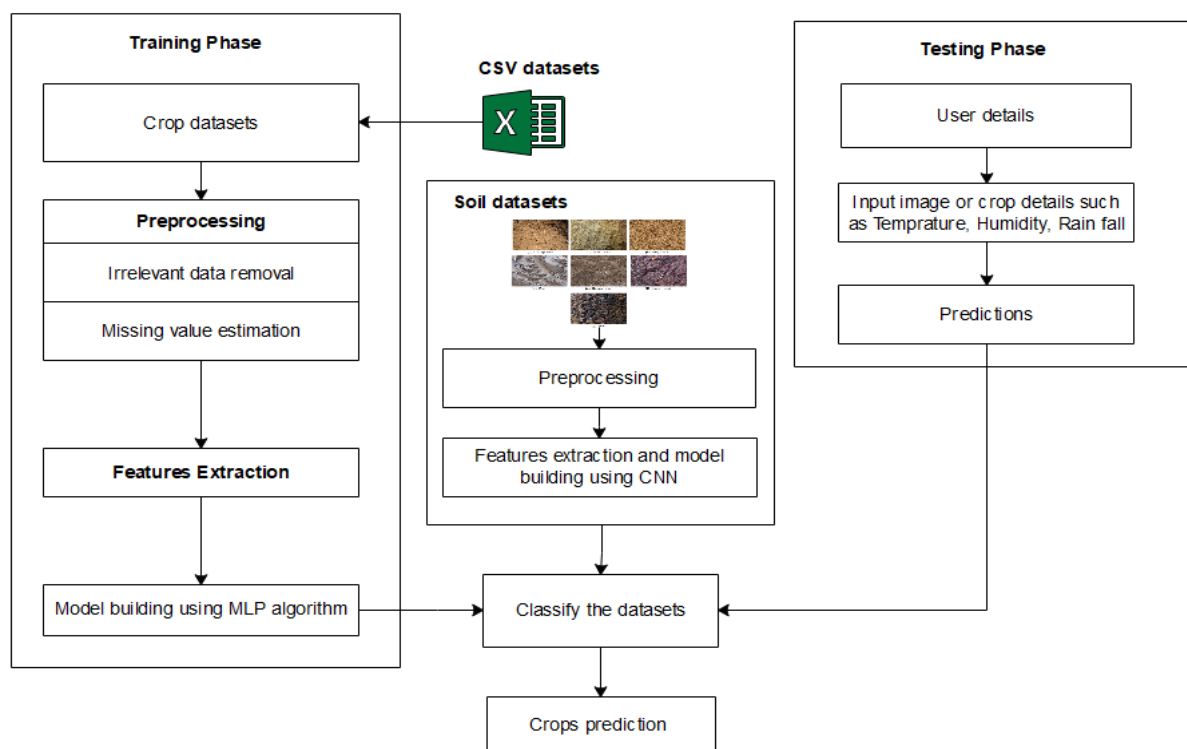 Training Phase
Crop datasets
Preprocessing
Irrelevant data removal
Missing value estimation
Features Extraction
Model building using MLP algorithm
CSV datasets
X
Soil datasets
Preprocessing
Features extraction and model
building using CNN
Classify the datasets
Crops prediction
Testing Phase
User details
Input image or crop details such
as Temprature, Humidity, Rain fall
Predictions